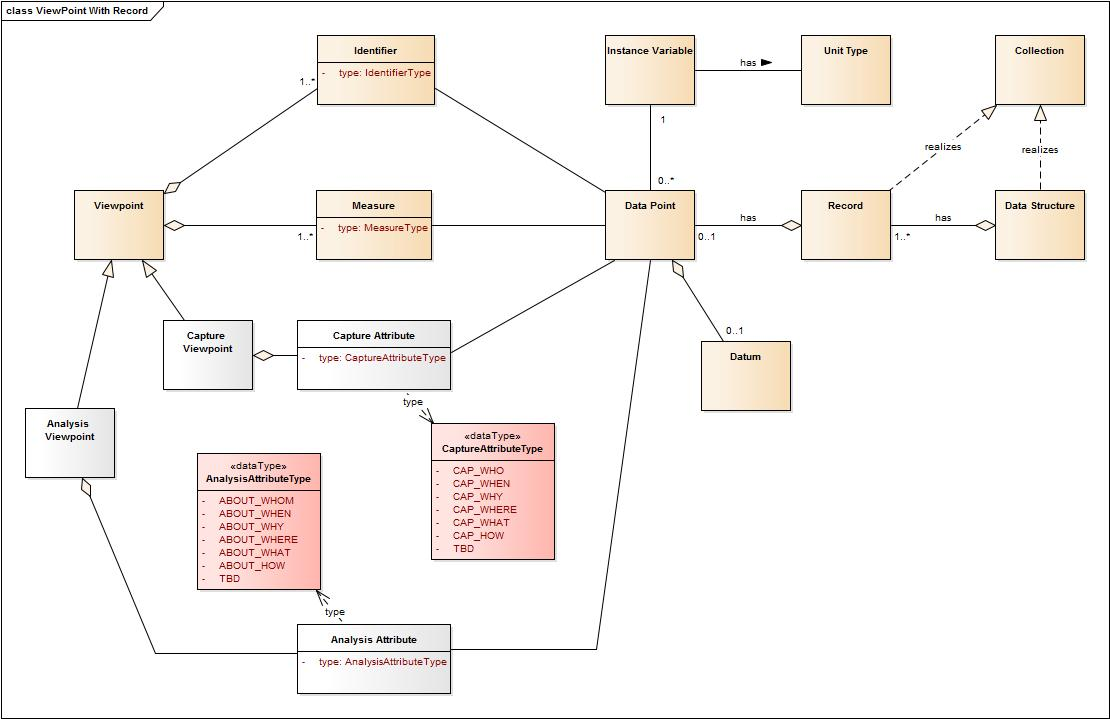 class ViewPoint With Record
Identifier
- type: IdentifierType
1..*
Instance Variable
has
Unit Type
Collection
1
0..*
realizes
realizes
Viewpoint
Measure
- type: MeasureType
1..*
Data Point
has
0..1
Record
has
1..*
Data Structure
Capture
Viewpoint
Capture Attribute
- type: CaptureAttributeType
0..1
Datum
type
Analysis
Viewpoint
«dataType»
CaptureAttributeType
- CAP_WHO
- CAP_WHEN
- CAP_WHY
- CAP_WHERE
- CAP_WHAT
- CAP_HOW
- TBD
«dataType»
AnalysisAttributeType
- ABOUT_WHOM
- ABOUT_WHEN
- ABOUT_WHY
- ABOUT_WHERE
- ABOUT_WHAT
- ABOUT_HOW
- TBD
type
Analysis Attribute
- type: AnalysisAttributeType